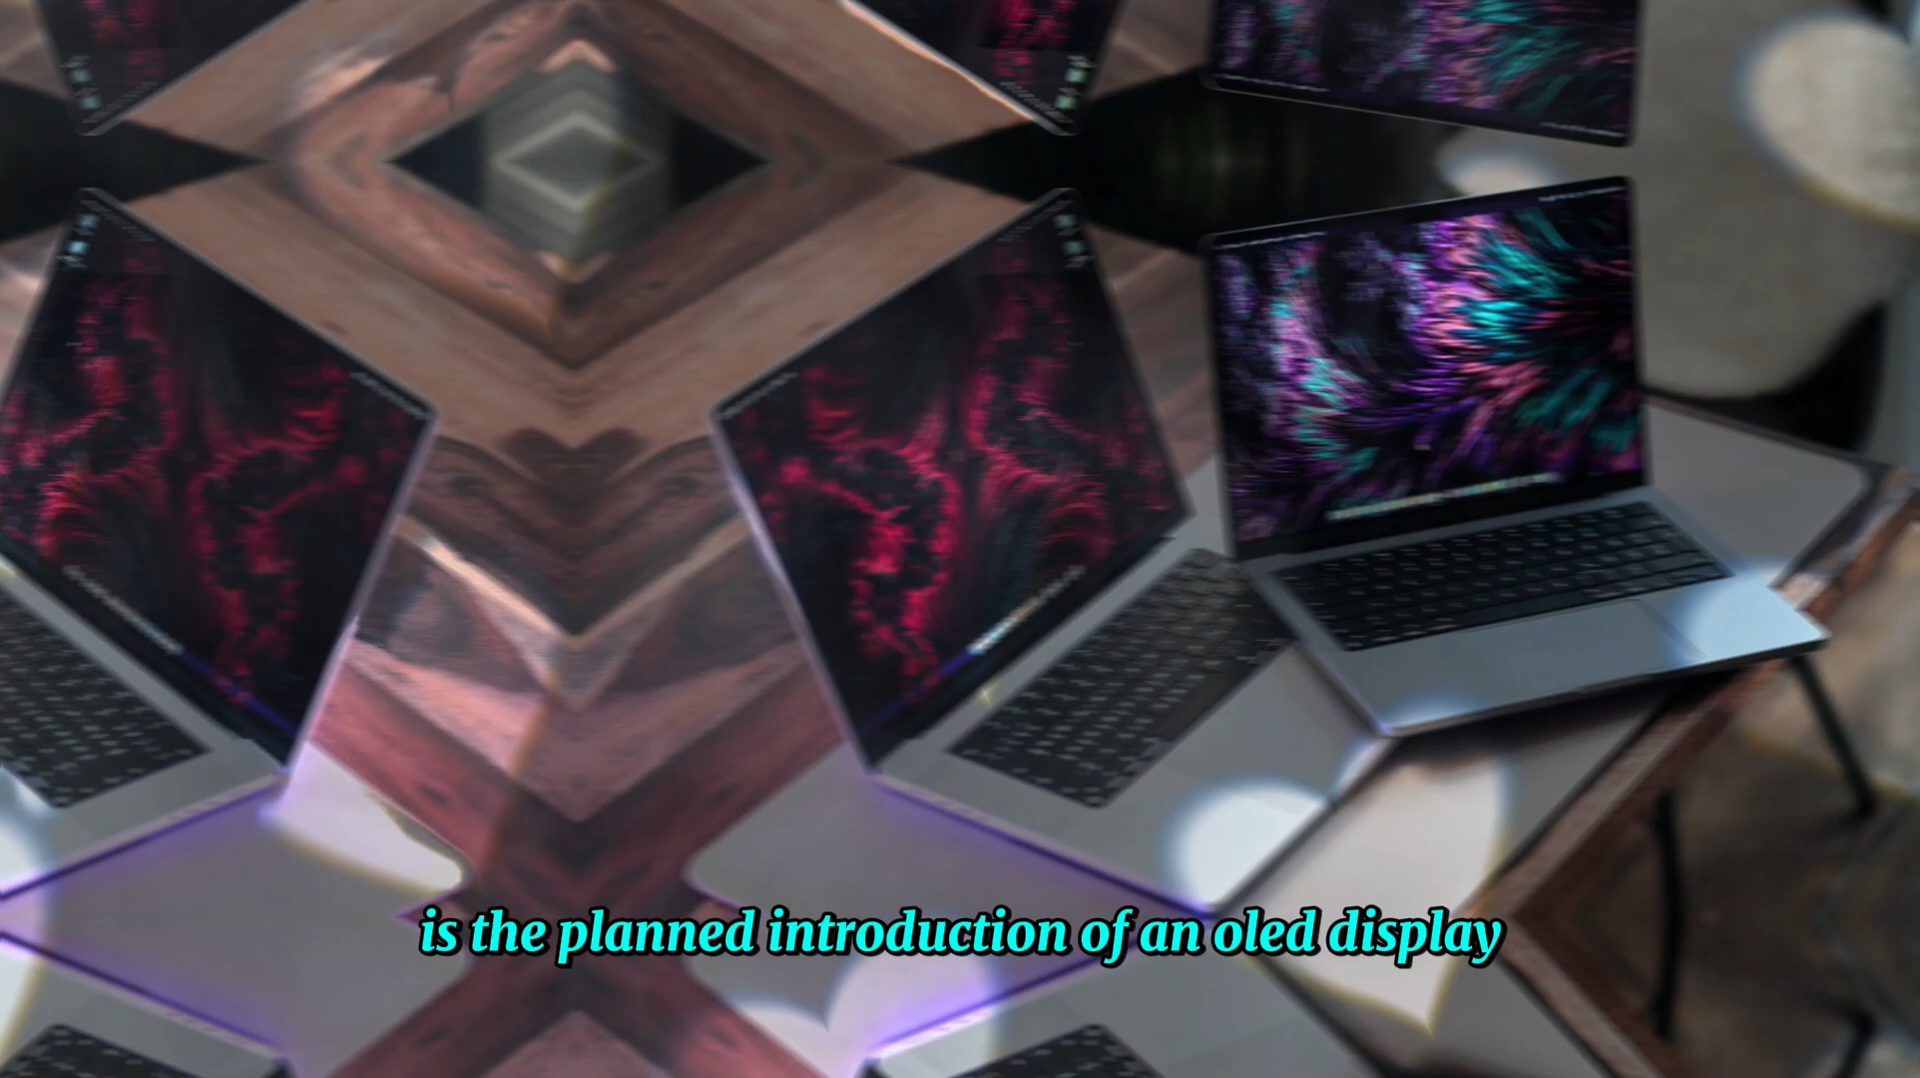 is the planned introduction of an oled display